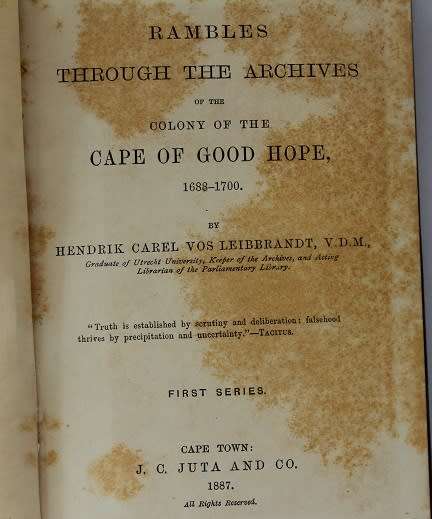 RAMBLES
THROUGH THE ARCHIVES
OF THE
COLONY OF THE
CAPE OF GOOD HOPE,
1688-1700.
BY
HENDRIK CAREL VOS LEIBBRANDT, V.D.M.,
Graduate of Utrecht University, Keeper of the Archives, and Acting
Librarian of the Parliamentary Library.
"Truth is established by scrutiny and deliberation: falsehood
thrives by precipitation and uncertainty."—TACITUS.
FIRST SERIES.
CAPE TOWN:
J. C. JUTA AND CO.
1887.
All Rights Reserved.